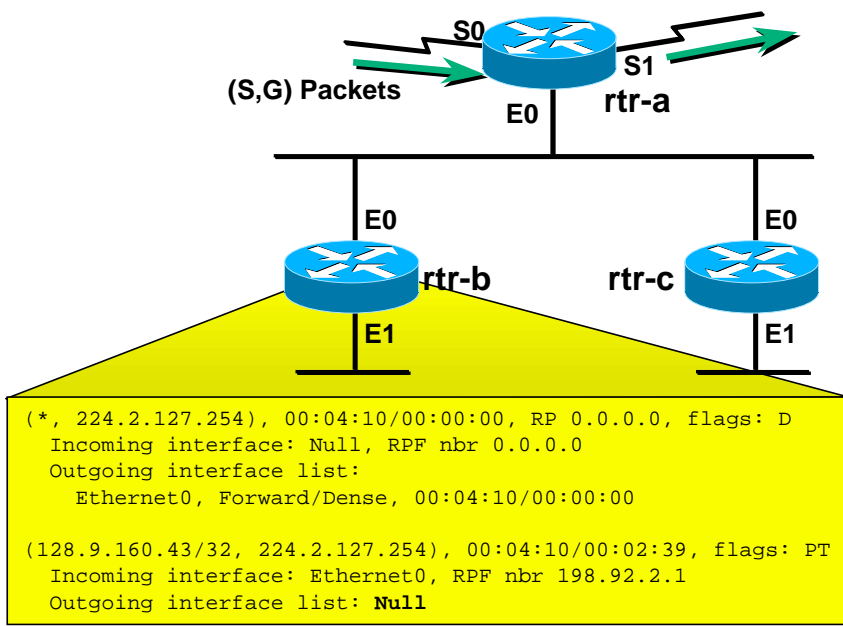 S0
(S,G) Packets
S1
E0
rtr-a
E0
E0
rtr-b
rtr-c
E1
E1
(*, 224.2.127.254), 00:04:10/00:00:00, RP 0.0.0.0, flags: D
Incoming interface: Null, RPF nbr 0.0.0.0
Outgoing interface list:
Ethernet0, Forward/Dense, 00:04:10/00:00:00
(128.9.160.43/32, 224.2.127.254), 00:04:10/00:02:39, flags: PT
Incoming interface: Ethernet0, RPF nbr 198.92.2.1
Outgoing interface list: Null